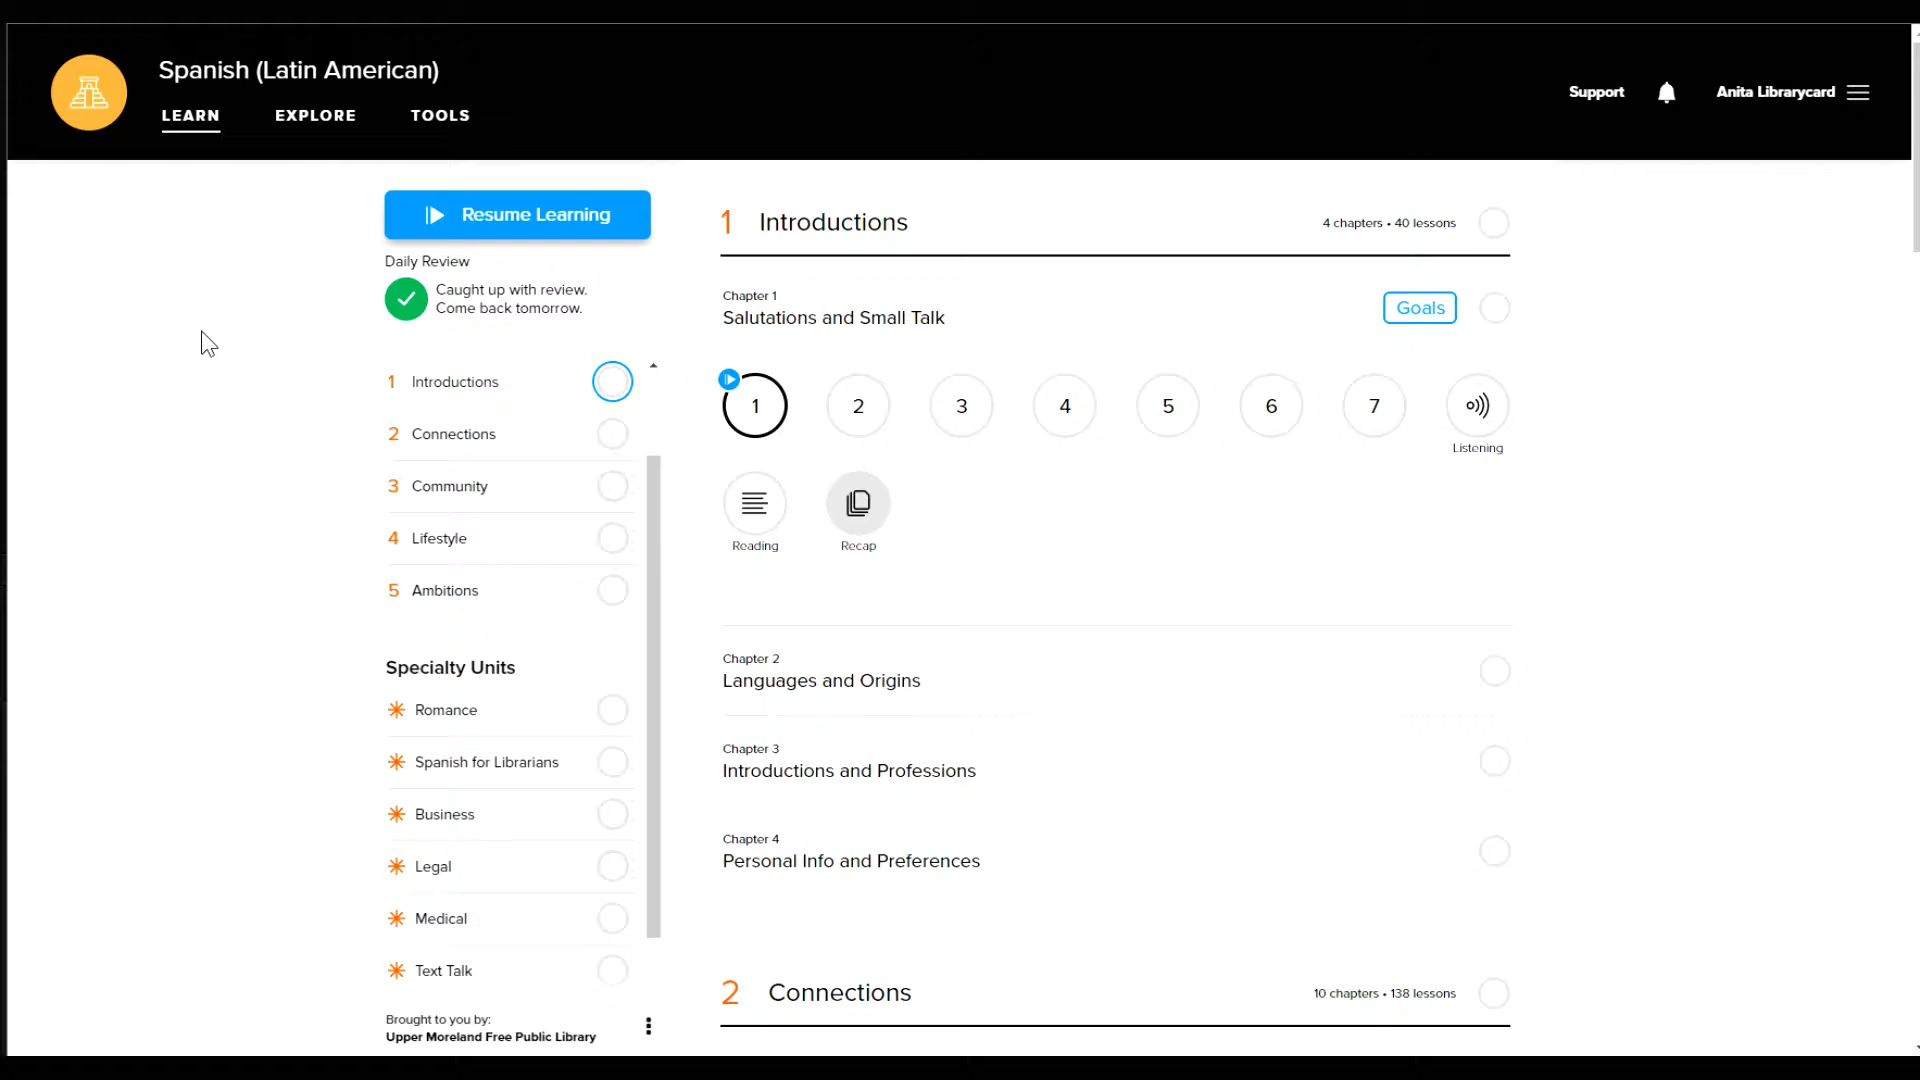 Spanish (Latin American)
LEARN EXPLORE TOOLS
Support
Anita Librarycard
Resume Learning
Daily Review
Caught up with review.
Come back tomorrow.
1 Introductions
2 Connections
3 Community
4 Lifestyle
5 Ambitions
Specialty Units
Romance
Spanish for Librarians
Business
Legal
Medical
Text Talk
Brought to you by:
Upper Moreland Free Public Library
1 Introductions
4 chapters • 40 lessons
Chapter 1
Salutations and Small Talk
Goals
1 2 3 4 5 6 7
Listening
Reading
Recap
Chapter 2
Languages and Origins
Chapter 3
Introductions and Professions
Chapter 4
Personal Info and Preferences
2 Connections
10 chapters • 138 lessons